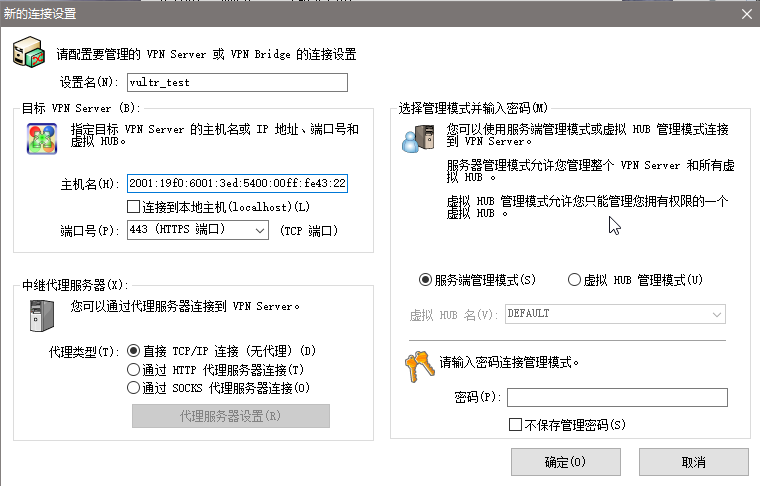 新的连接设置
请配置要管理的 VPN Server 或 VPN Bridge 的连接设置
设置名(N):
vultr_test
目标 VPN Server (B):
指定目标 VPN Server 的主机名或 IP 地址、端口号和
虚拟 HUB。
主机名(H):
2001:19f0:6001:3ed:5400:00ff:fe43:22
连接到本地主机(localhost)(L)
端口号(P):
443 (HTTPS 端口)
(TCP 端口)
中继代理服务器(X):
您可以通过代理服务器连接到 VPN Server。
代理类型(T):
直接 TCP/IP 连接 (无代理) (D)
通过 HTTP 代理服务器连接(T)
通过 SOCKS 代理服务器连接(O)
代理服务器设置(R)
选择管理模式并输入密码(M)
您可以使用服务端管理模式或虚拟 HUB 管理模式连接
到 VPN Server。
服务器管理模式允许您管理整个 VPN Server 和所有虚
拟 HUB 。
虚拟 HUB 管理模式允许您只能管理您拥有权限的一个
虚拟 HUB 。
服务端管理模式(S)
虚拟 HUB 管理模式(U)
虚拟 HUB 名(V):
DEFAULT
请输入密码连接管理模式。
密码(P):
不保存管理密码(S)
确定(O)
取消